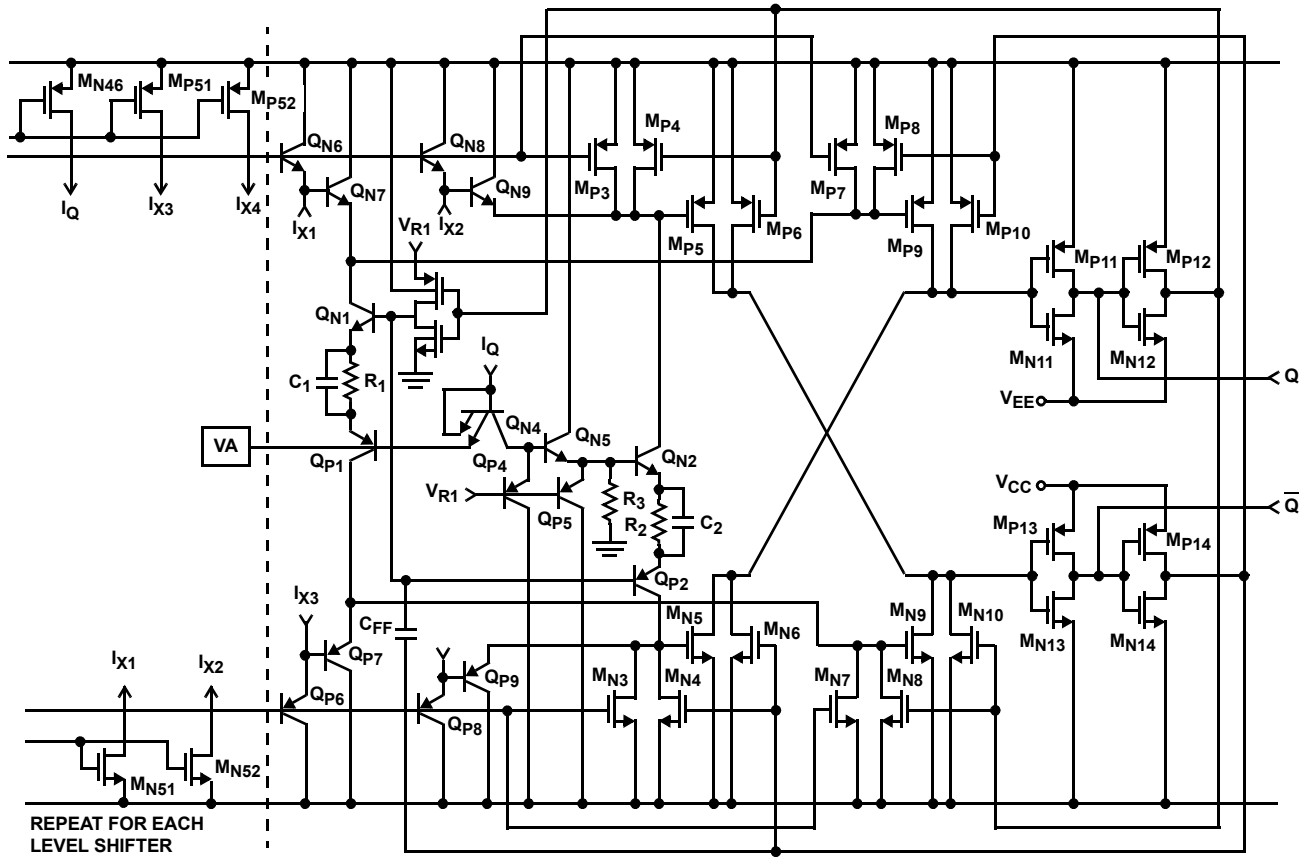 MN46
MP51
MP52
IQ
IX3
IX4
QN6
QN7
IX1
QN8
QN9
IX2
VR1
MP4
MP3
MP5
MP6
MP8
MP7
MP9
MP10
MP11
MP12
MN11
MN12
VEE
Q
QN1
C1
R1
IQ
QN4
QN5
QN2
VA
QP1
QP4
VR1
QP5
R3
R2
C2
QP2
VCC
Q̅
MP13
MP14
MN13
MN14
IX3
CFF
QP7
QP6
QP9
QP8
MN5
MN6
MN3
MN4
MN9
MN10
MN7
MN8
IX1
IX2
MN51
MN52
REPEAT FOR EACH
LEVEL SHIFTER